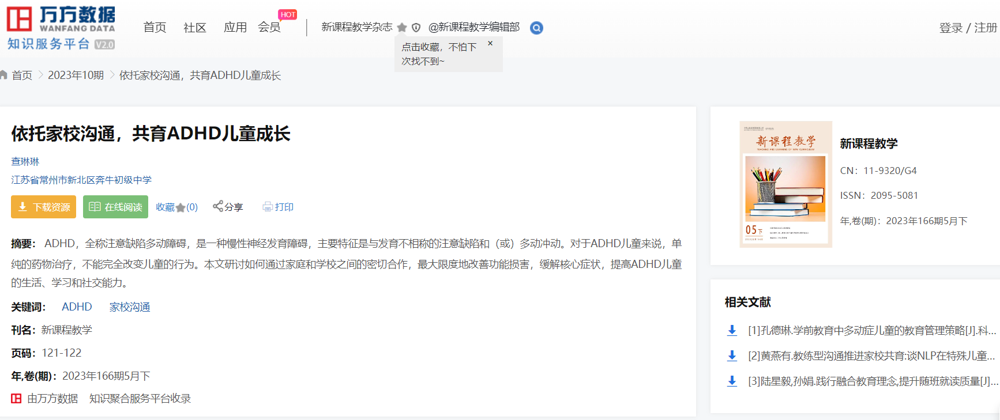 万方数据
WANFANG DATA
知识服务平台 V2.0
首页 社区 应用 会员 HOT
新课程教学杂志 @新课程教学编辑部
登录 / 注册
点击收藏，不怕下
次找不到~
×
首页 > 2023年10期 > 依托家校沟通，共育ADHD儿童成长
依托家校沟通，共育ADHD儿童成长
查琳琳
江苏省常州市新北区奔牛初级中学
下载资源 在线阅读 收藏(0) 分享 打印
摘要： ADHD，全称注意缺陷多动障碍，是一种慢性神经发育障碍，主要特征是与发育不相称的注意缺陷和（或）多动冲动。对于ADHD儿童来说，单
纯的药物治疗，不能完全改变儿童的行为。本文研讨如何通过家庭和学校之间的密切合作，最大限度地改善功能损害，缓解核心症状，提高ADHD儿童
的生活、学习和社交能力。
关键词： ADHD 家校沟通
刊名：新课程教学
页码：121-122
年,卷(期)：2023年166期5月下
由万方数据 知识聚合服务平台收录
新课程教学
TEACHING AND LEARNING OF NEW CURRICULUM
05下
新课程教学
CN：11-9320/G4
ISSN：2095-5081
年,卷(期)：2023年166期5月下
相关文献
[1]孔德琳.学前教育中多动症儿童的教育管理策略[J].科...
[2]黄燕有.教练型沟通推进家校共育:谈NLP在特殊儿童...
[3]陆星毅,孙娟.践行融合教育理念,提升随班就读质量[J]...